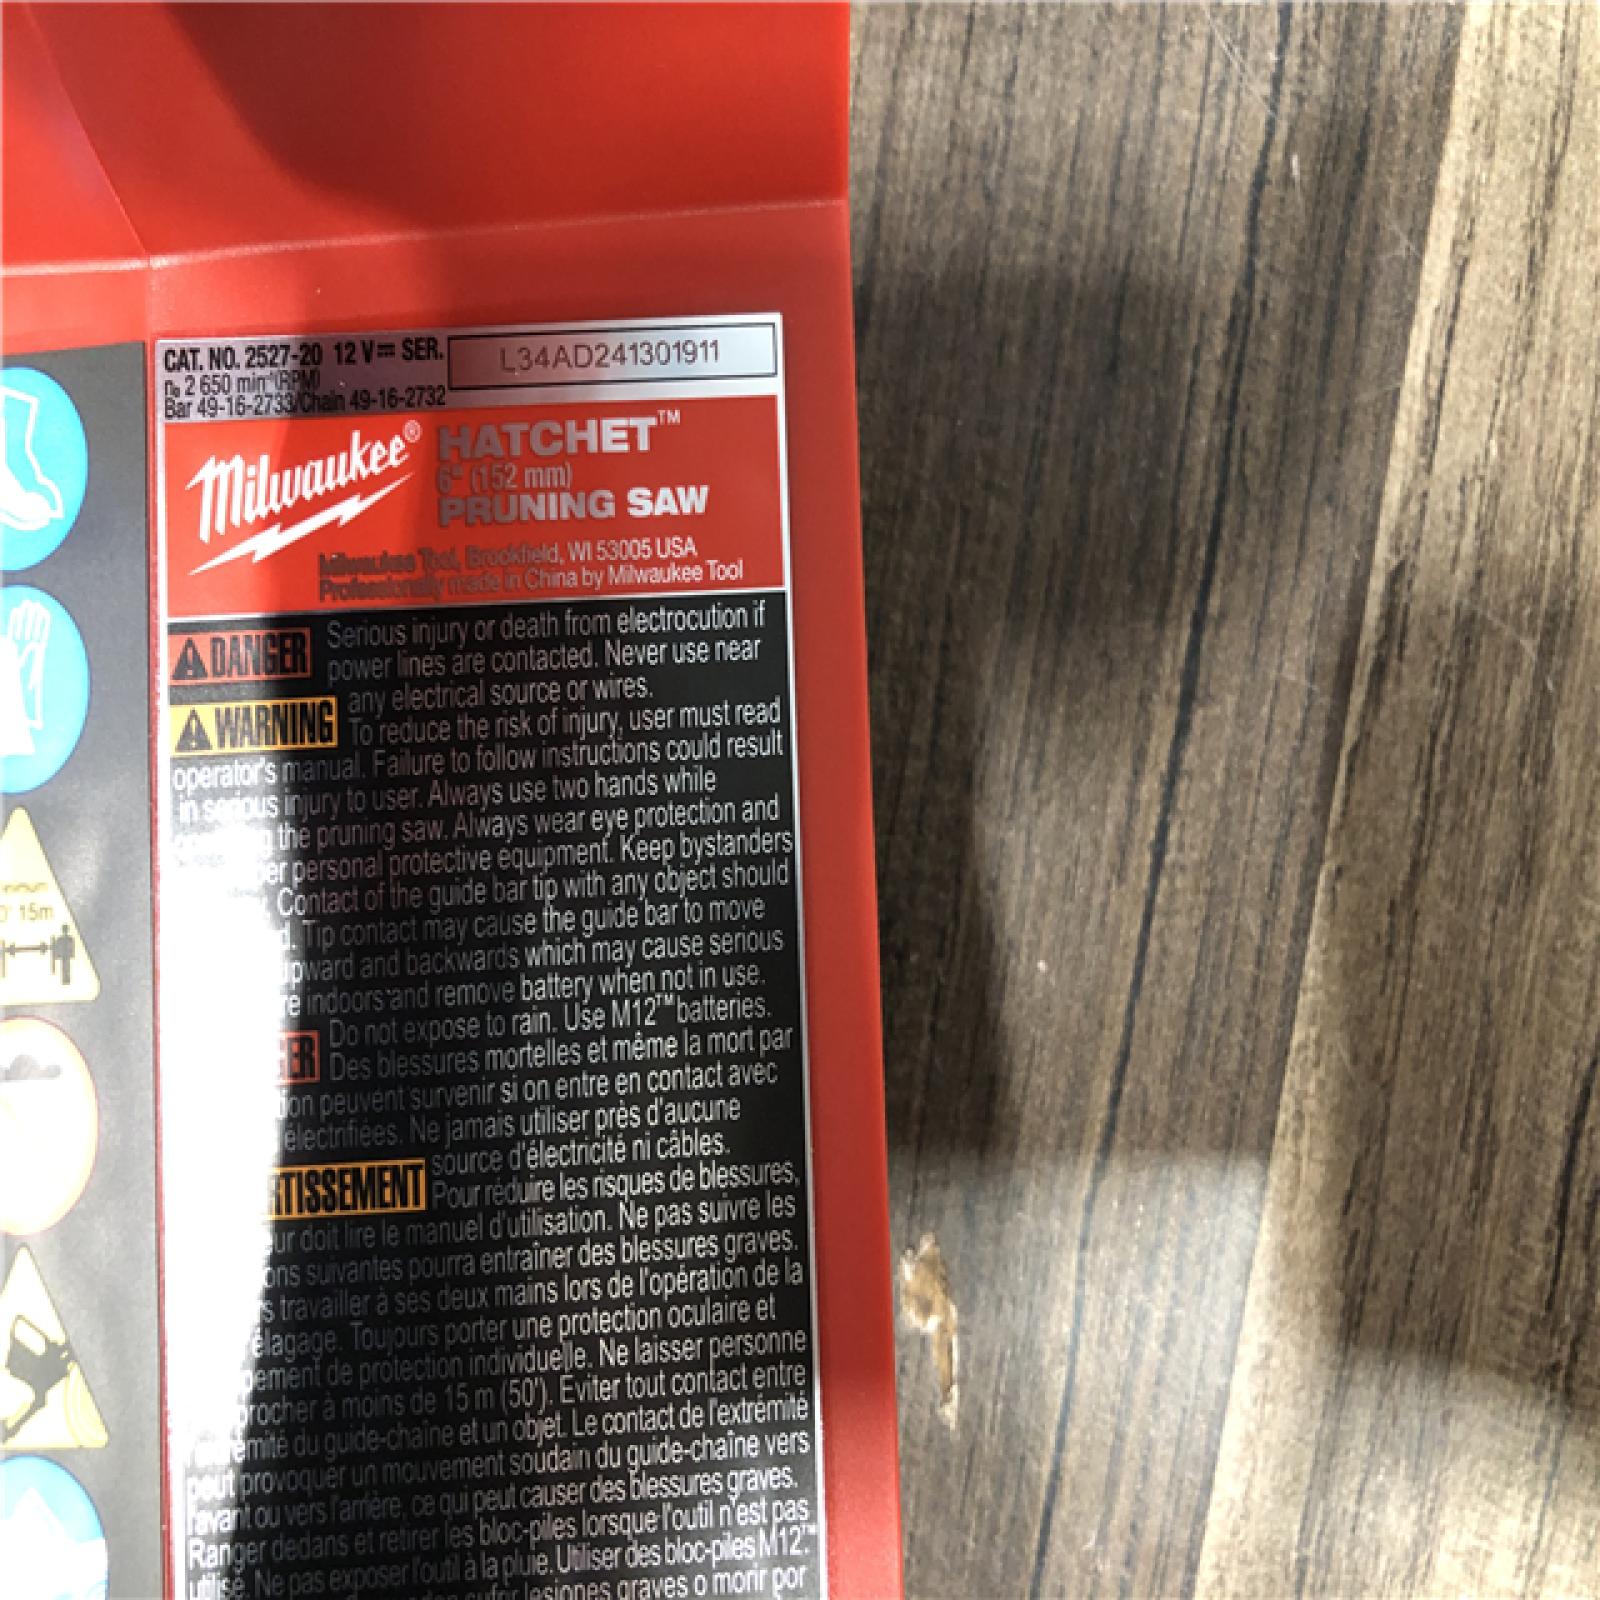 CAT. NO. 2527-20 12 V⎓ SER. L34AD241301911
n₀ 2 650 min⁻¹(RPM)
Bar 49-16-2733/Chain 49-16-2732
Milwaukee® HATCHET™
6" (152 mm)
PRUNING SAW
Milwaukee Tool, Brookfield, WI 53005 USA
Professionally made in China by Milwaukee Tool
DANGER Serious injury or death from electrocution if
power lines are contacted. Never use near
any electrical source or wires.
WARNING To reduce the risk of injury, user must read
operator's manual. Failure to follow instructions could result
in serious injury to user. Always use two hands while
the pruning saw. Always wear eye protection and
personal protective equipment. Keep bystanders
Contact of the guide bar tip with any object should
Tip contact may cause the guide bar to move
upward and backwards which may cause serious
indoors and remove battery when not in use.
Do not expose to rain. Use M12™ batteries.
Des blessures mortelles et même la mort par
peuvent survenir si on entre en contact avec
électrifiées. Ne jamais utiliser près d'aucune
source d'électricité ni câbles.
RTISSEMENT Pour réduire les risques de blessures,
doit lire le manuel d'utilisation. Ne pas suivre les
suivantes pourra entraîner des blessures graves.
travailler à ses deux mains lors de l'opération de la
élagage. Toujours porter une protection oculaire et
de protection individuelle. Ne laisser personne
à moins de 15 m (50'). Éviter tout contact entre
du guide-chaîne et un objet. Le contact de l'extrémité
peut provoquer un mouvement soudain du guide-chaîne vers
l'avant ou vers l'arrière, ce qui peut causer des blessures graves.
Ranger dedans et retirer les bloc-piles lorsque l'outil n'est pas
utilisé. Ne pas exposer l'outil à la pluie. Utiliser des bloc-piles M12™
sufrir lesiones graves o morir por
15m